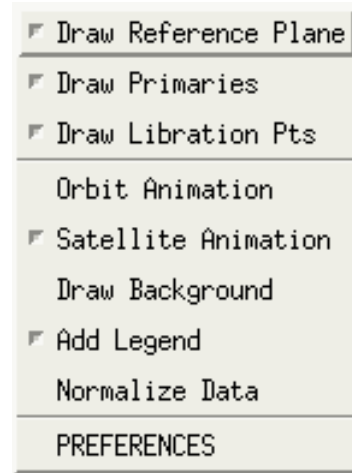 Draw Reference Plane
Draw Primaries
Draw Libration Pts
Orbit Animation
Satellite Animation
Draw Background
Add Legend
Normalize Data
PREFERENCES